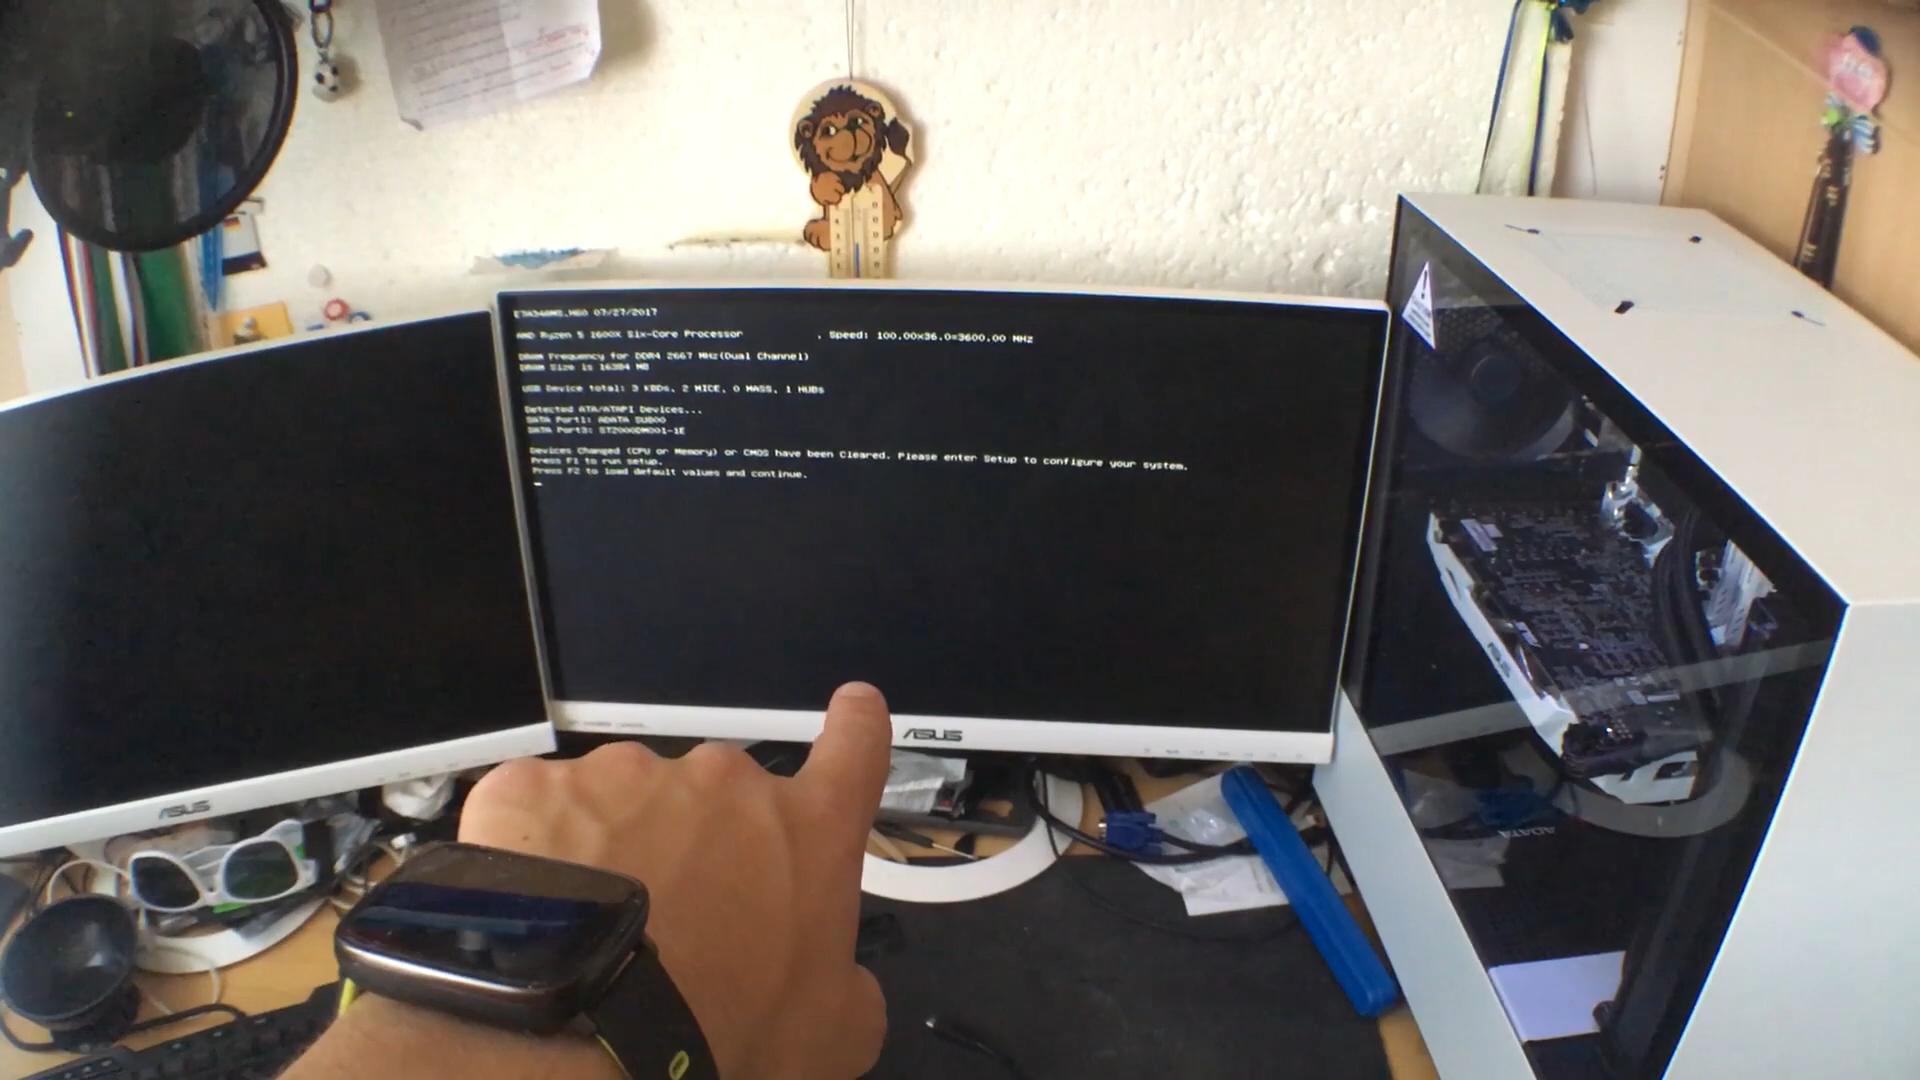 07/27/2017
AMD Ryzen 5 1600X Six-Core Processor , Speed: 100.00x36.0=3600.00 MHz
DRAM Frequency for DDR4 2667 MHz(Dual Channel)
DRAM Size is 16384 MB
USB Device total: 3 KBDs, 2 MICE, 0 MASS, 1 HUBs
Detected ATA/ATAPI Devices...
SATA Port1: ADATA SU800
SATA Port3: ST2000DM001-1E
Devices Changed (CPU or Memory) or CMOS have been Cleared. Please enter Setup to configure your system.
Press F1 to run setup.
Press F2 to load default values and continue.
ASUS
ASUS
ASUS
ADATA